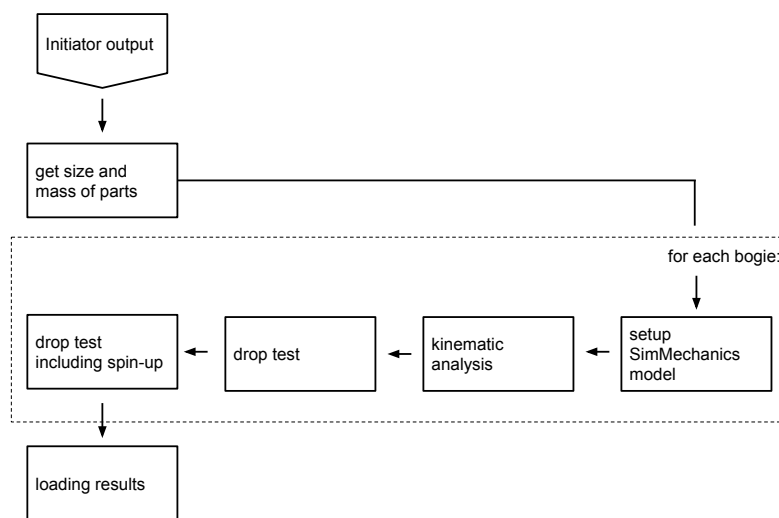 Initiator output
get size and
mass of parts
for each bogie:
setup
SimMechanics
model
kinematic
analysis
drop test
drop test
including spin-up
loading results